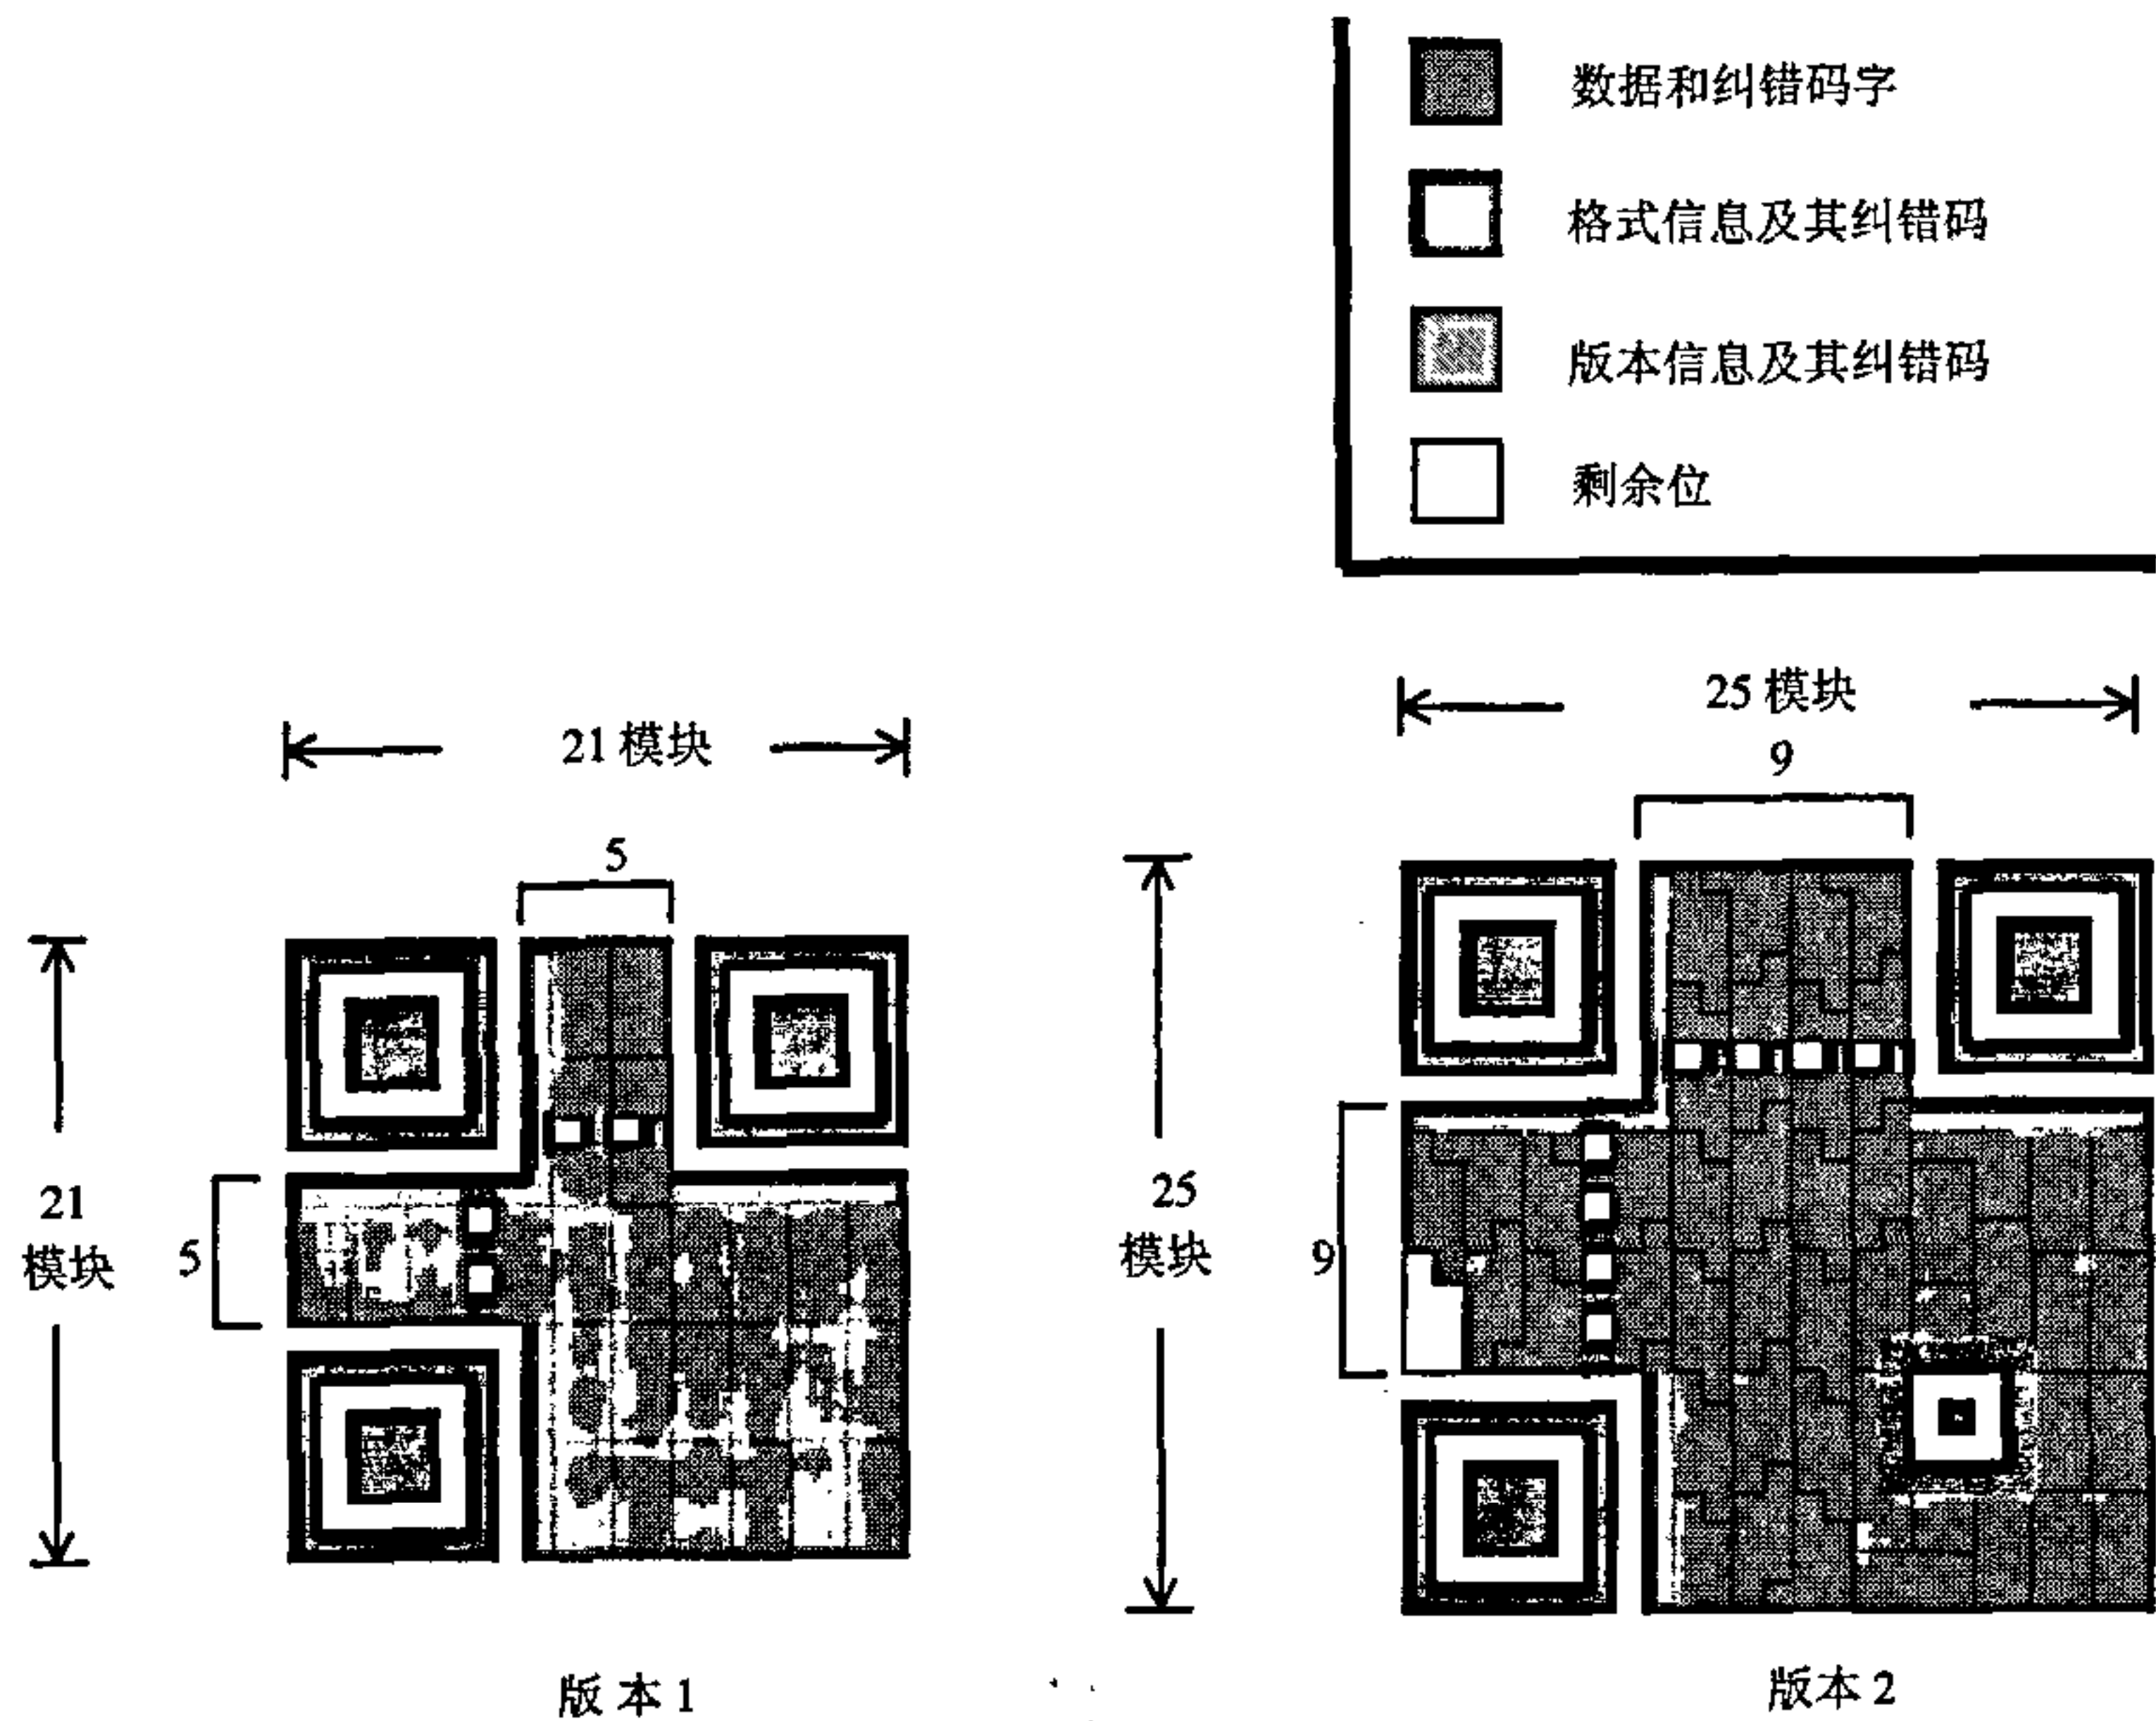 数据和纠错码字
格式信息及其纠错码
版本信息及其纠错码
剩余位
25 模块
9
21 模块
5
21
模块
5
25
模块
9
版本1
版本2